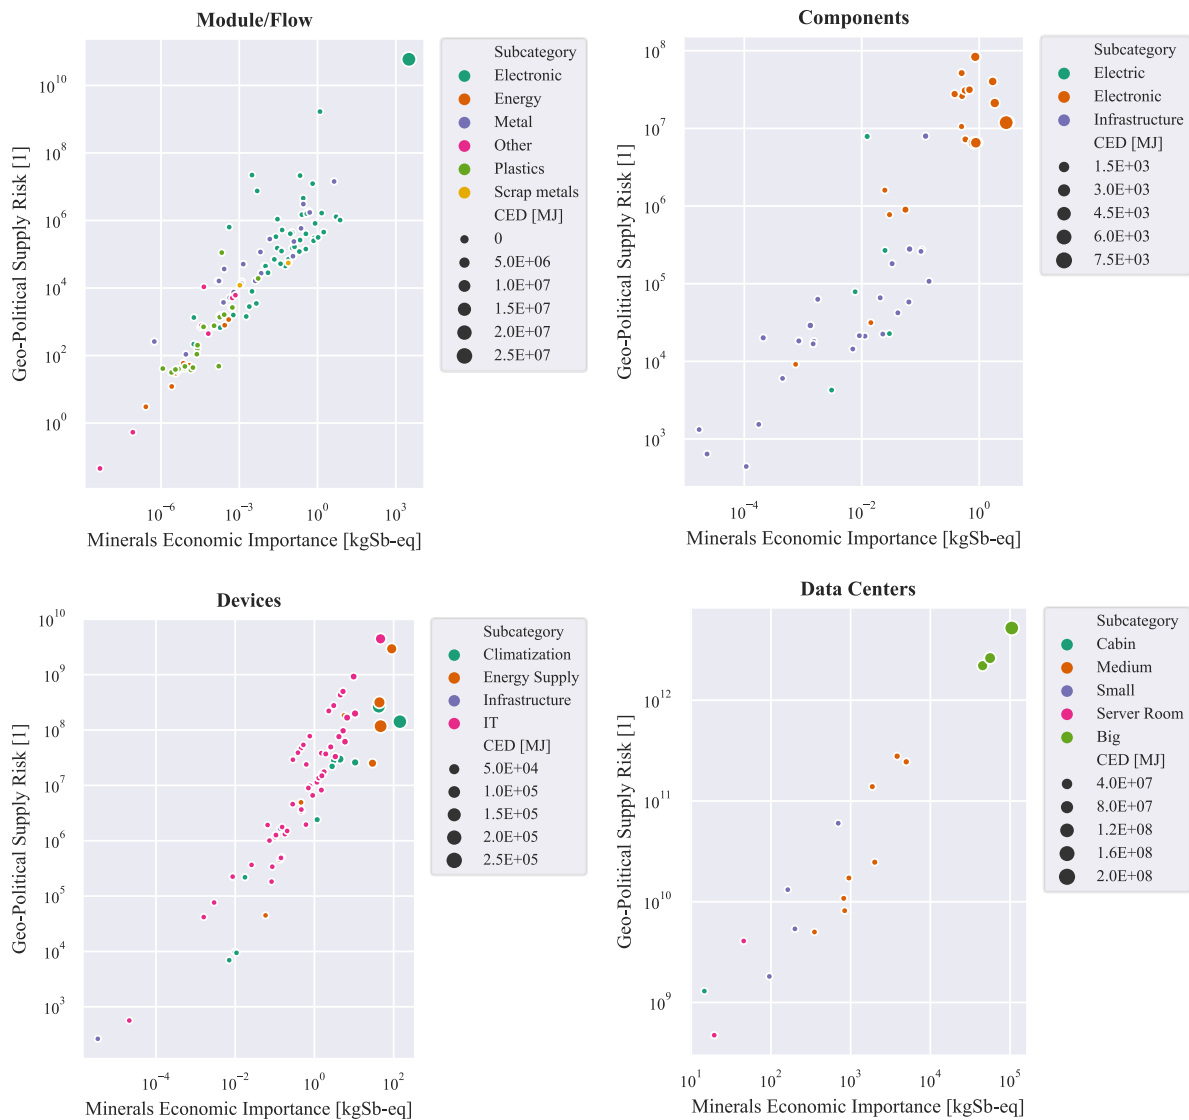 Module/Flow
Geo-Political Supply Risk [1]
10^10
10^8
10^6
10^4
10^2
10^0
10^−6
10^−3
10^0
10^3
Minerals Economic Importance [kgSb-eq]
Subcategory
Electronic
Energy
Metal
Other
Plastics
Scrap metals
CED [MJ]
0
5.0E+06
1.0E+07
1.5E+07
2.0E+07
2.5E+07
Components
Geo-Political Supply Risk [1]
10^8
10^7
10^6
10^5
10^4
10^3
10^−4
10^−2
10^0
Minerals Economic Importance [kgSb-eq]
Subcategory
Electric
Electronic
Infrastructure
CED [MJ]
1.5E+03
3.0E+03
4.5E+03
6.0E+03
7.5E+03
Devices
Geo-Political Supply Risk [1]
10^10
10^9
10^8
10^7
10^6
10^5
10^4
10^3
10^−4
10^−2
10^0
10^2
Minerals Economic Importance [kgSb-eq]
Subcategory
Climatization
Energy Supply
Infrastructure
IT
CED [MJ]
5.0E+04
1.0E+05
1.5E+05
2.0E+05
2.5E+05
Data Centers
Geo-Political Supply Risk [1]
10^12
10^11
10^10
10^9
10^1
10^2
10^3
10^4
10^5
Minerals Economic Importance [kgSb-eq]
Subcategory
Cabin
Medium
Small
Server Room
Big
CED [MJ]
4.0E+07
8.0E+07
1.2E+08
1.6E+08
2.0E+08